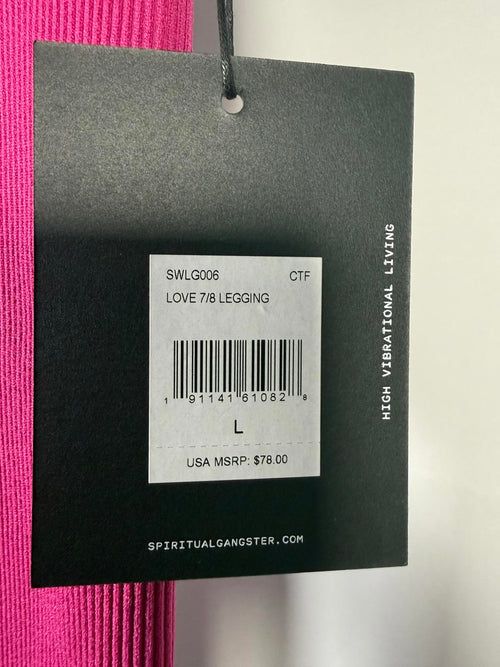 SWLG006 CTF
LOVE 7/8 LEGGING
1 91141 61082 8
L
USA MSRP: $78.00
SPIRITUALGANGSTER.COM
HIGH VIBRATIONAL LIVING